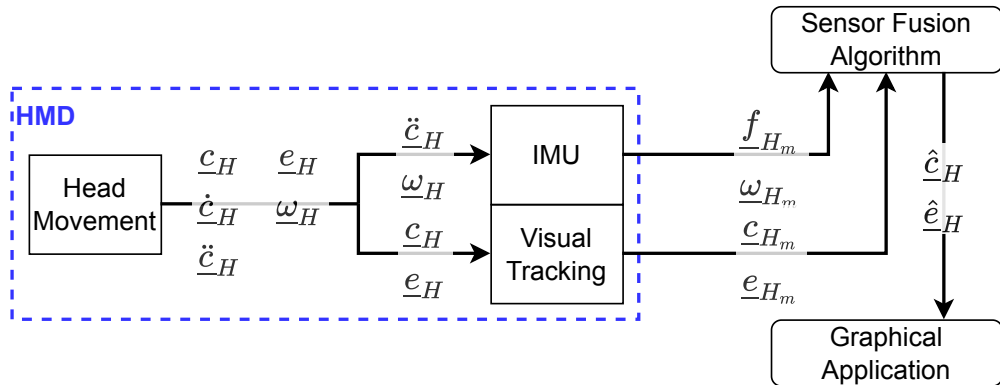 Sensor Fusion
Algorithm
HMD
Head
Movement
c_H e_H
ċ_H ω_H
c̈_H
c̈_H
ω_H
c_H
e_H
IMU
Visual
Tracking
f_{H_m}
ω_{H_m}
c_{H_m}
e_{H_m}
ĉ_H
ê_H
Graphical
Application